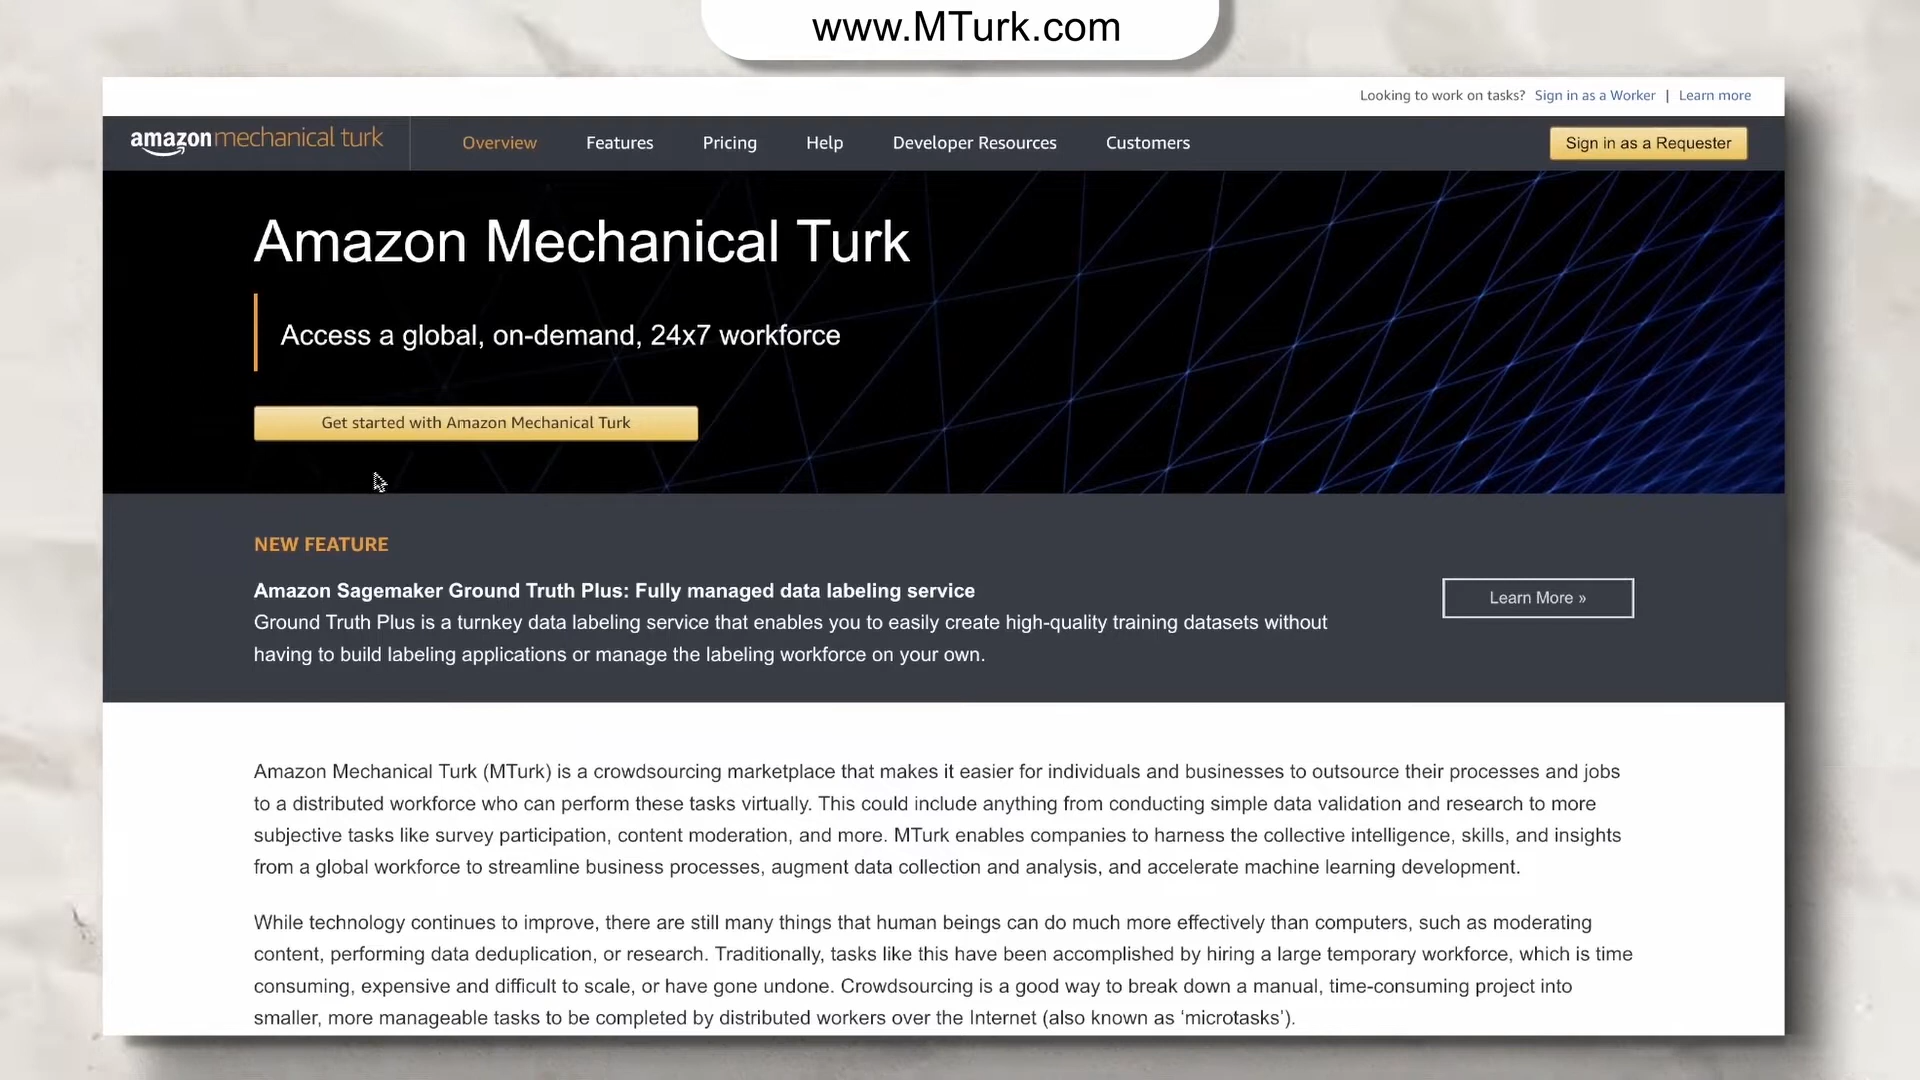 www.MTurk.com
Looking to work on tasks? Sign in as a Worker | Learn more
amazon mechanical turk
Overview Features Pricing Help Developer Resources Customers
Sign in as a Requester
Amazon Mechanical Turk
Access a global, on-demand, 24x7 workforce
Get started with Amazon Mechanical Turk
NEW FEATURE
Amazon Sagemaker Ground Truth Plus: Fully managed data labeling service
Ground Truth Plus is a turnkey data labeling service that enables you to easily create high-quality training datasets without
having to build labeling applications or manage the labeling workforce on your own.
Learn More »
Amazon Mechanical Turk (MTurk) is a crowdsourcing marketplace that makes it easier for individuals and businesses to outsource their processes and jobs
to a distributed workforce who can perform these tasks virtually. This could include anything from conducting simple data validation and research to more
subjective tasks like survey participation, content moderation, and more. MTurk enables companies to harness the collective intelligence, skills, and insights
from a global workforce to streamline business processes, augment data collection and analysis, and accelerate machine learning development.
While technology continues to improve, there are still many things that human beings can do much more effectively than computers, such as moderating
content, performing data deduplication, or research. Traditionally, tasks like this have been accomplished by hiring a large temporary workforce, which is time
consuming, expensive and difficult to scale, or have gone undone. Crowdsourcing is a good way to break down a manual, time-consuming project into
smaller, more manageable tasks to be completed by distributed workers over the Internet (also known as ‘microtasks’).